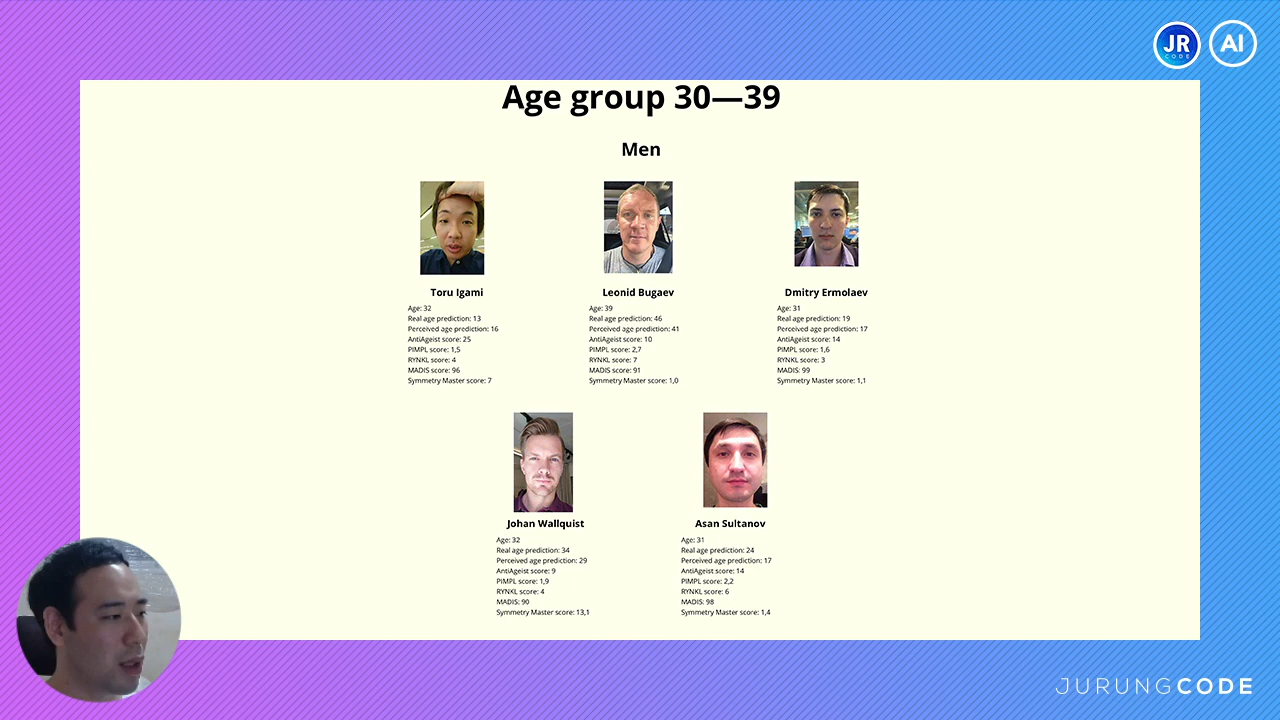 JR
CODE
AI
Age group 30—39
Men
Toru Igami
Age: 32
Real age prediction: 13
Perceived age prediction: 16
AntiAgeist score: 25
PIMPL score: 1,5
RYNKL score: 4
MADIS score: 96
Symmetry Master score: 7
Leonid Bugaev
Age: 39
Real age prediction: 46
Perceived age prediction: 41
AntiAgeist score: 10
PIMPL score: 2,7
RYNKL score: 7
MADIS score: 91
Symmetry Master score: 1,0
Dmitry Ermolaev
Age: 31
Real age prediction: 19
Perceived age prediction: 17
AntiAgeist score: 14
PIMPL score: 1,6
RYNKL score: 3
MADIS: 99
Symmetry Master score: 1,1
Johan Wallquist
Age: 32
Real age prediction: 34
Perceived age prediction: 29
AntiAgeist score: 9
PIMPL score: 1,9
RYNKL score: 4
MADIS: 90
Symmetry Master score: 13,1
Asan Sultanov
Age: 31
Real age prediction: 24
Perceived age prediction: 17
AntiAgeist score: 14
PIMPL score: 2,2
RYNKL score: 6
MADIS: 98
Symmetry Master score: 1,4
JURUNGCODE